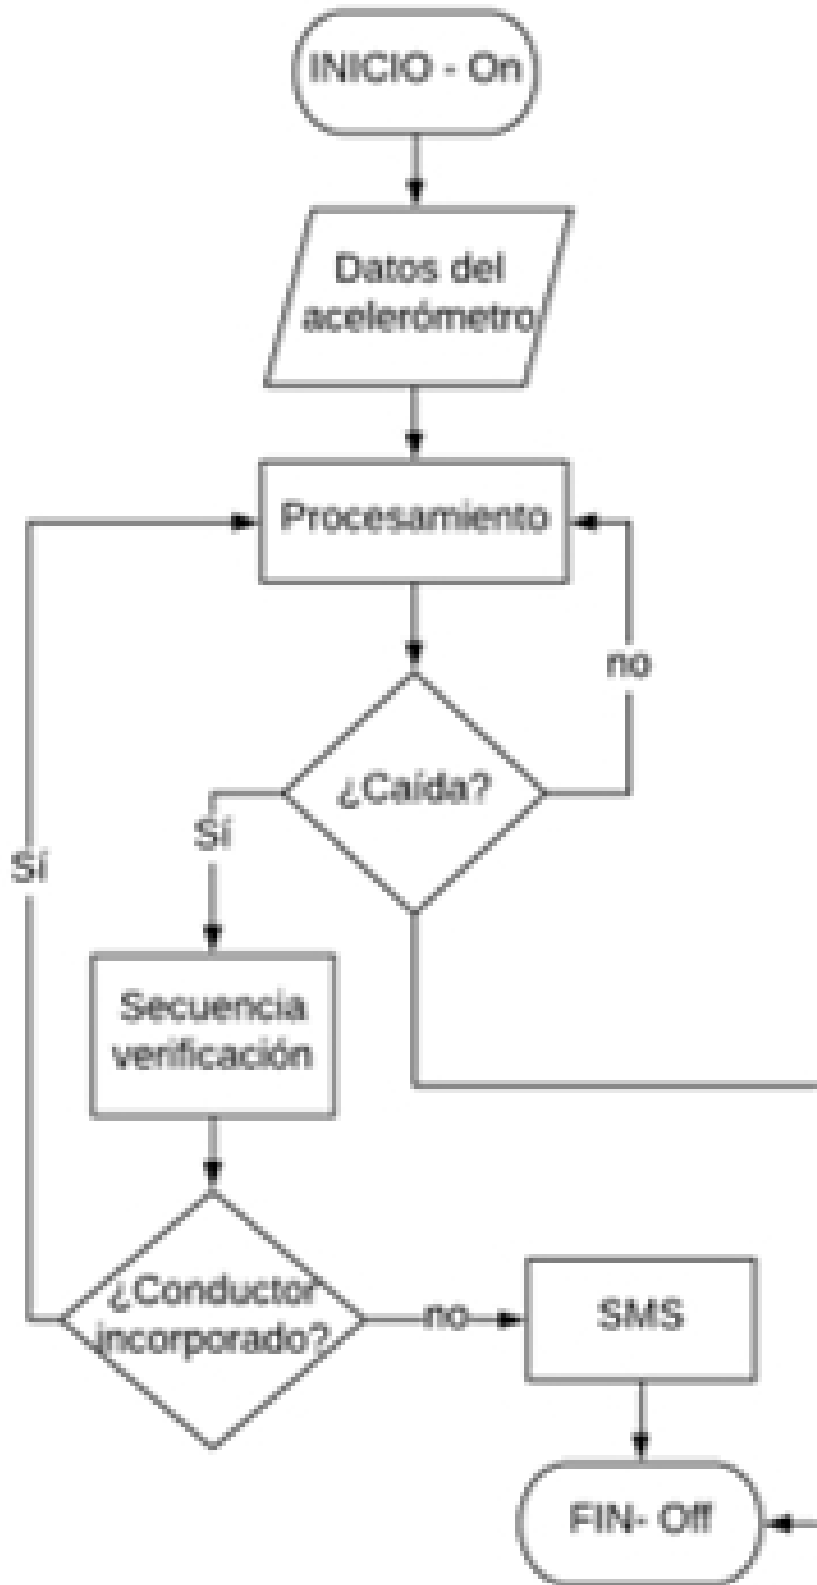 INICIO - On
Datos del
acelerómetro
Procesamiento
no
¿Caída?
Sí
Sí
Secuencia
verificación
¿Conductor
incorporado?
no
SMS
FIN- Off